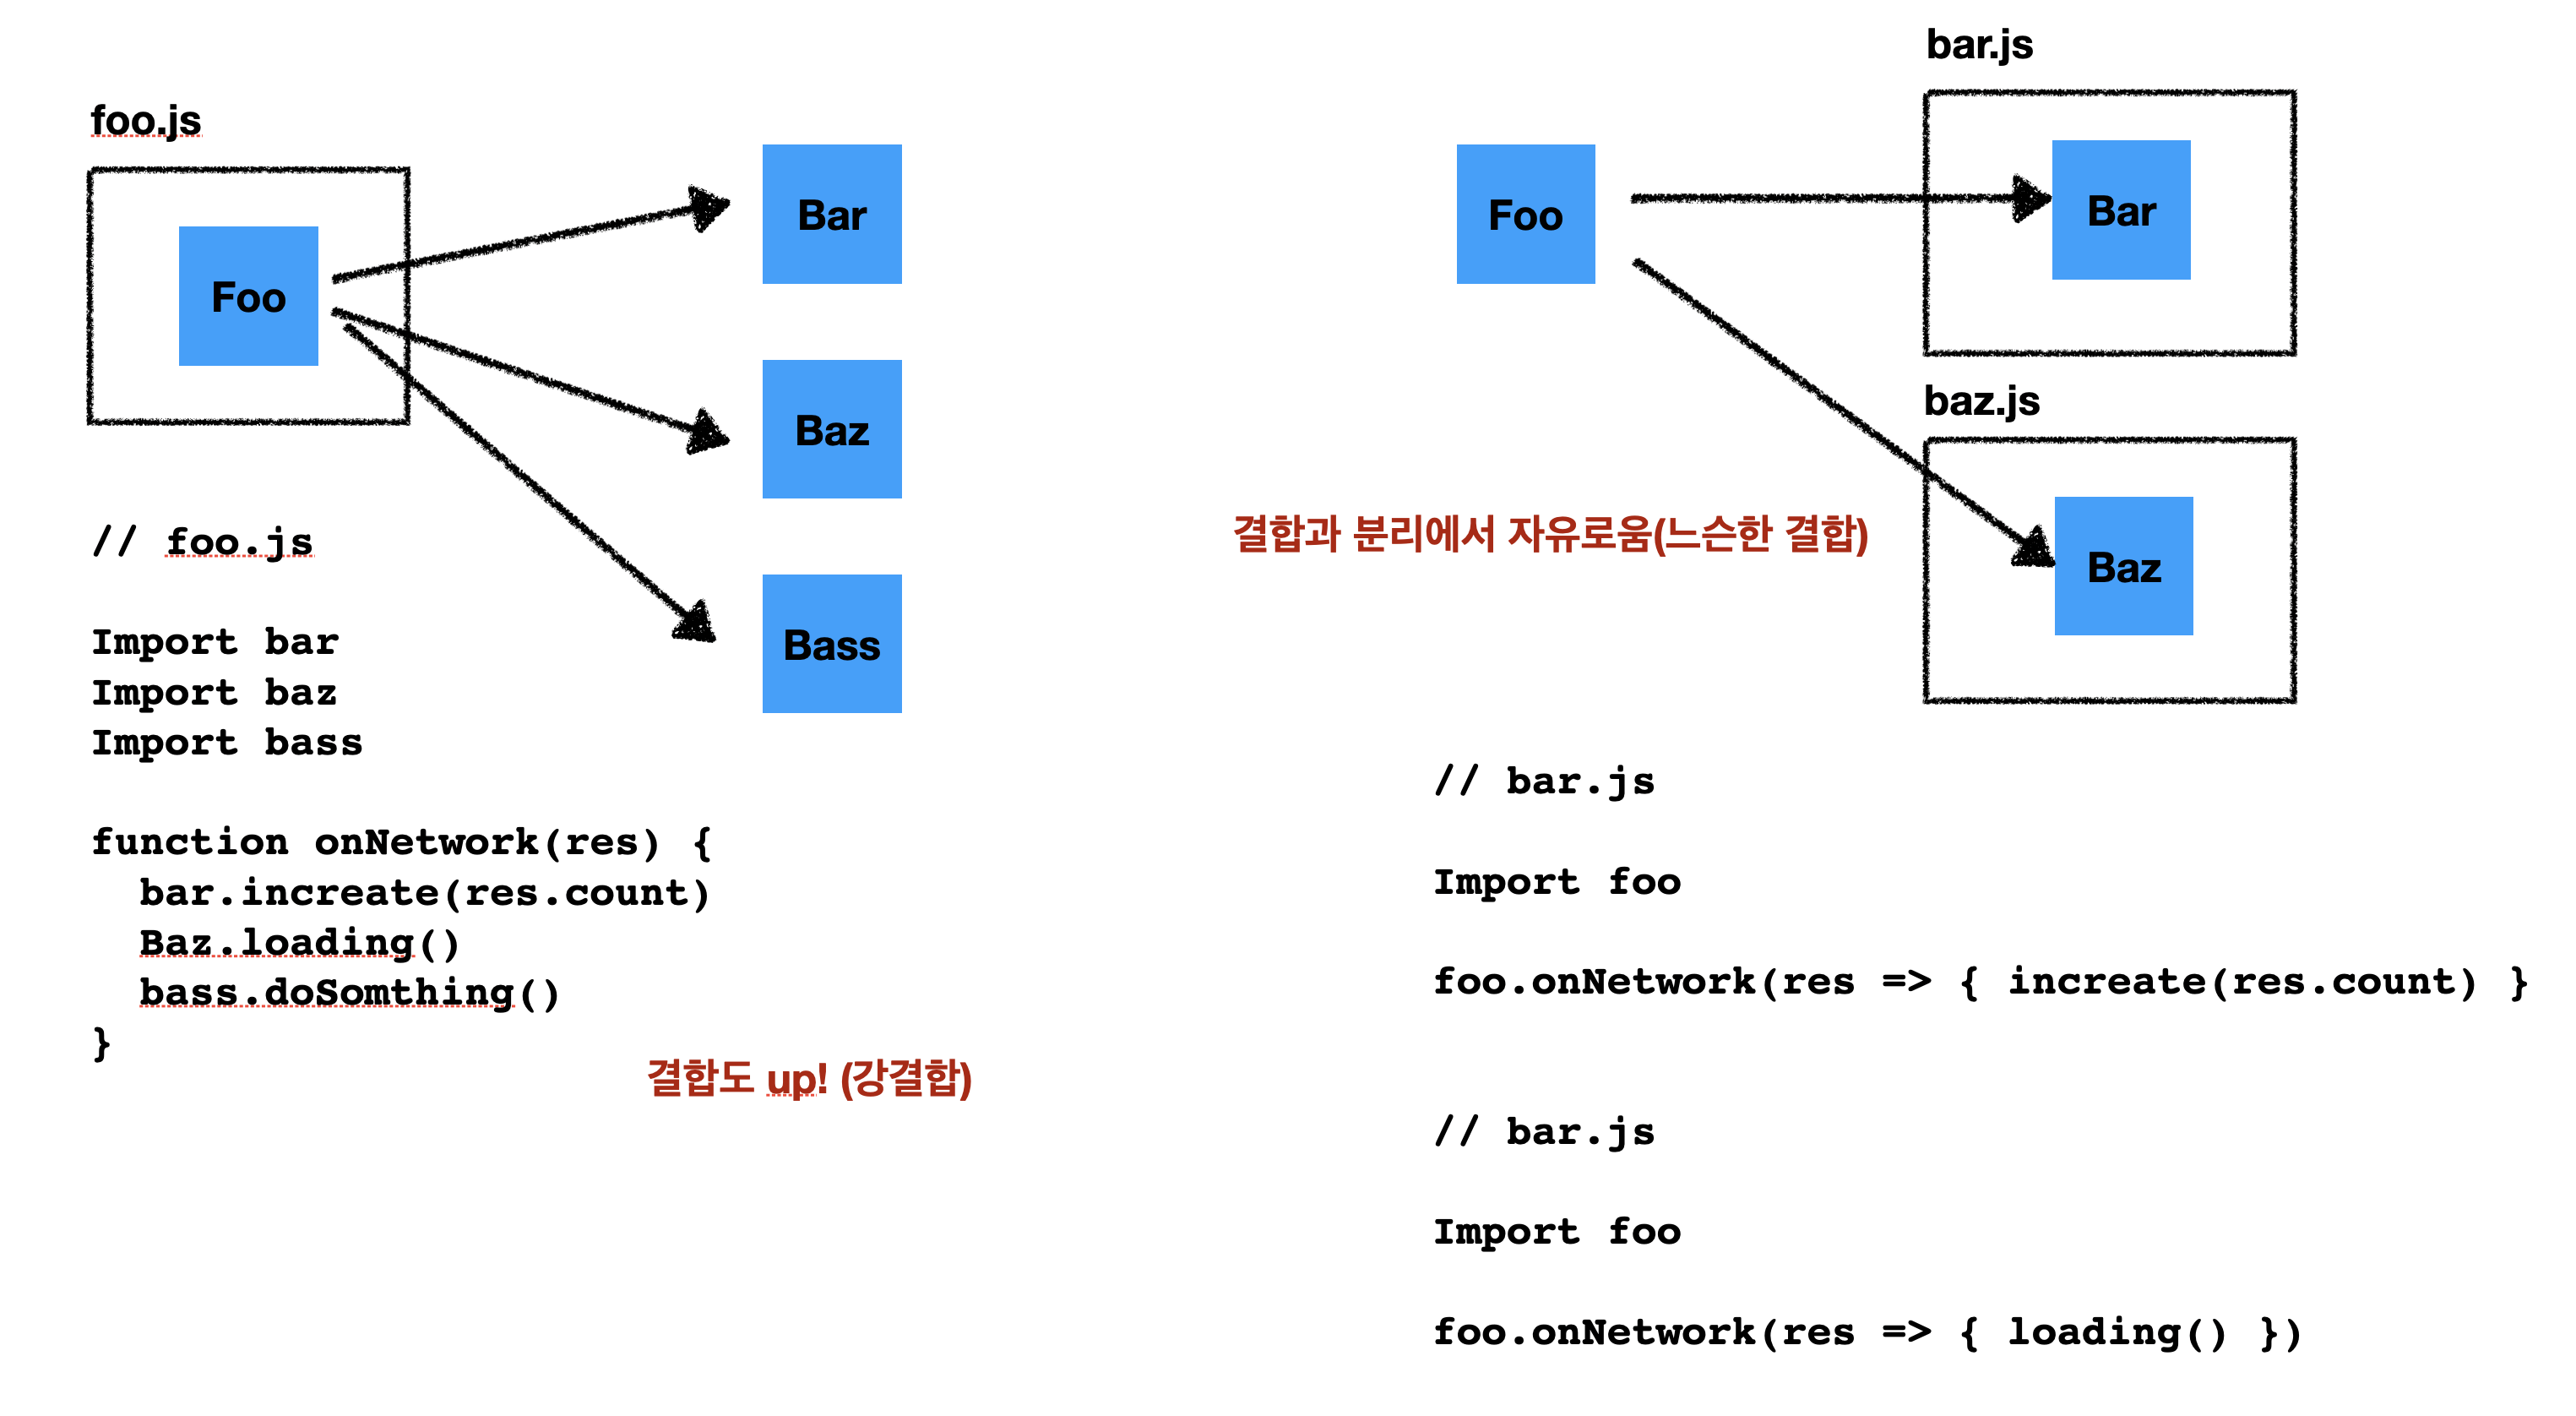 foo.js
Foo
Bar
Baz
Bass
// foo.js
Import bar
Import baz
Import bass
function onNetwork(res) {
  bar.increate(res.count)
  Baz.loading()
  bass.doSomthing()
}
결합도 up! (강결합)
bar.js
Foo
Bar
baz.js
Baz
결합과 분리에서 자유로움(느슨한 결합)
// bar.js
Import foo
foo.onNetwork(res => { increate(res.count) }
// bar.js
Import foo
foo.onNetwork(res => { loading() })